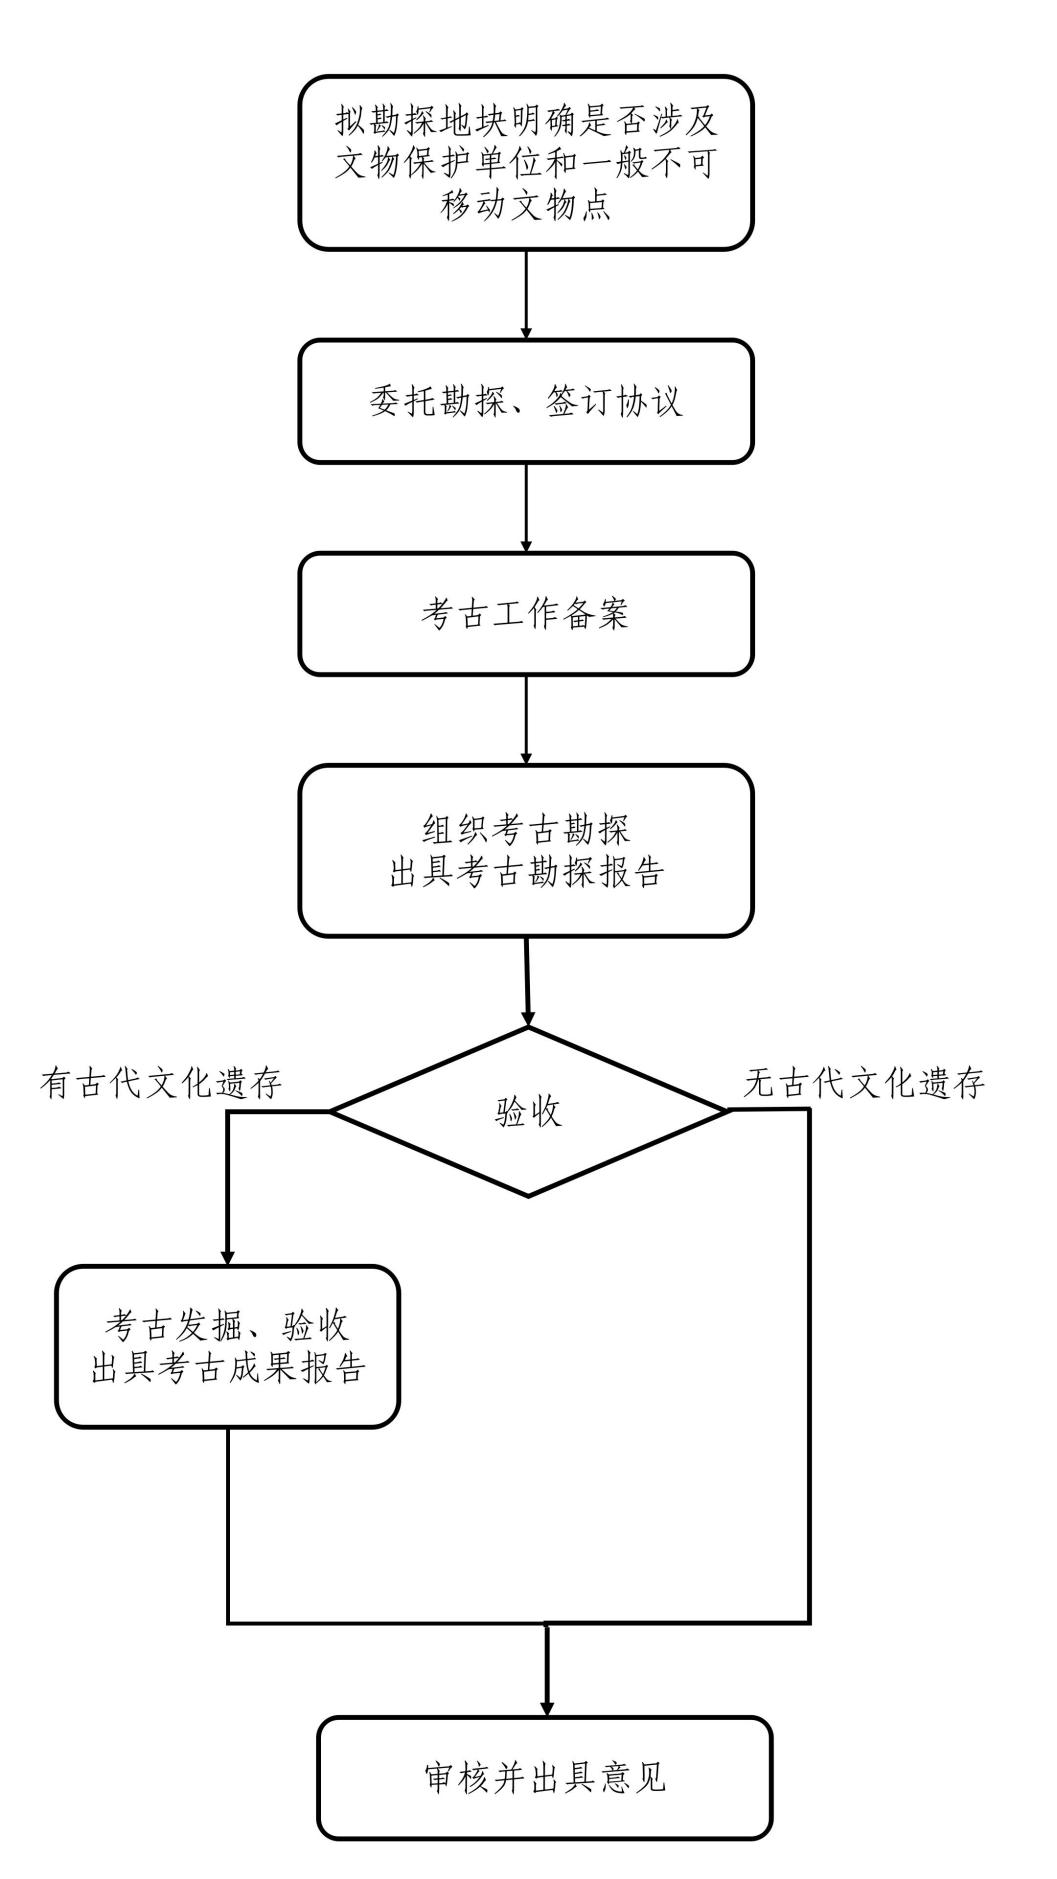 拟勘探地块明确是否涉及
文物保护单位和一般不可
移动文物点
委托勘探、签订协议
考古工作备案
组织考古勘探
出具考古勘探报告
有古代文化遗存
无古代文化遗存
验收
考古发掘、验收
出具考古成果报告
审核并出具意见